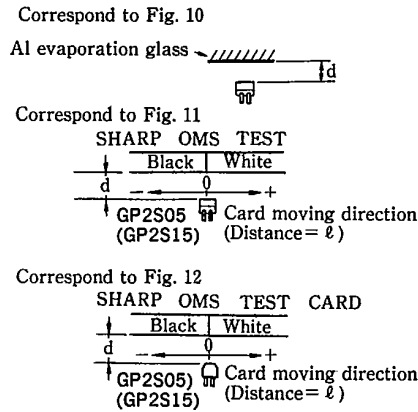 Correspond to Fig. 10
Al evaporation glass
d
Correspond to Fig. 11
SHARP OMS TEST
Black White
d
− 0 +
GP2S05 Card moving direction
(GP2S15) (Distance= ℓ )
Correspond to Fig. 12
SHARP OMS TEST CARD
Black White
d
− 0 +
GP2S05) Card moving direction
(GP2S15) (Distance= ℓ )